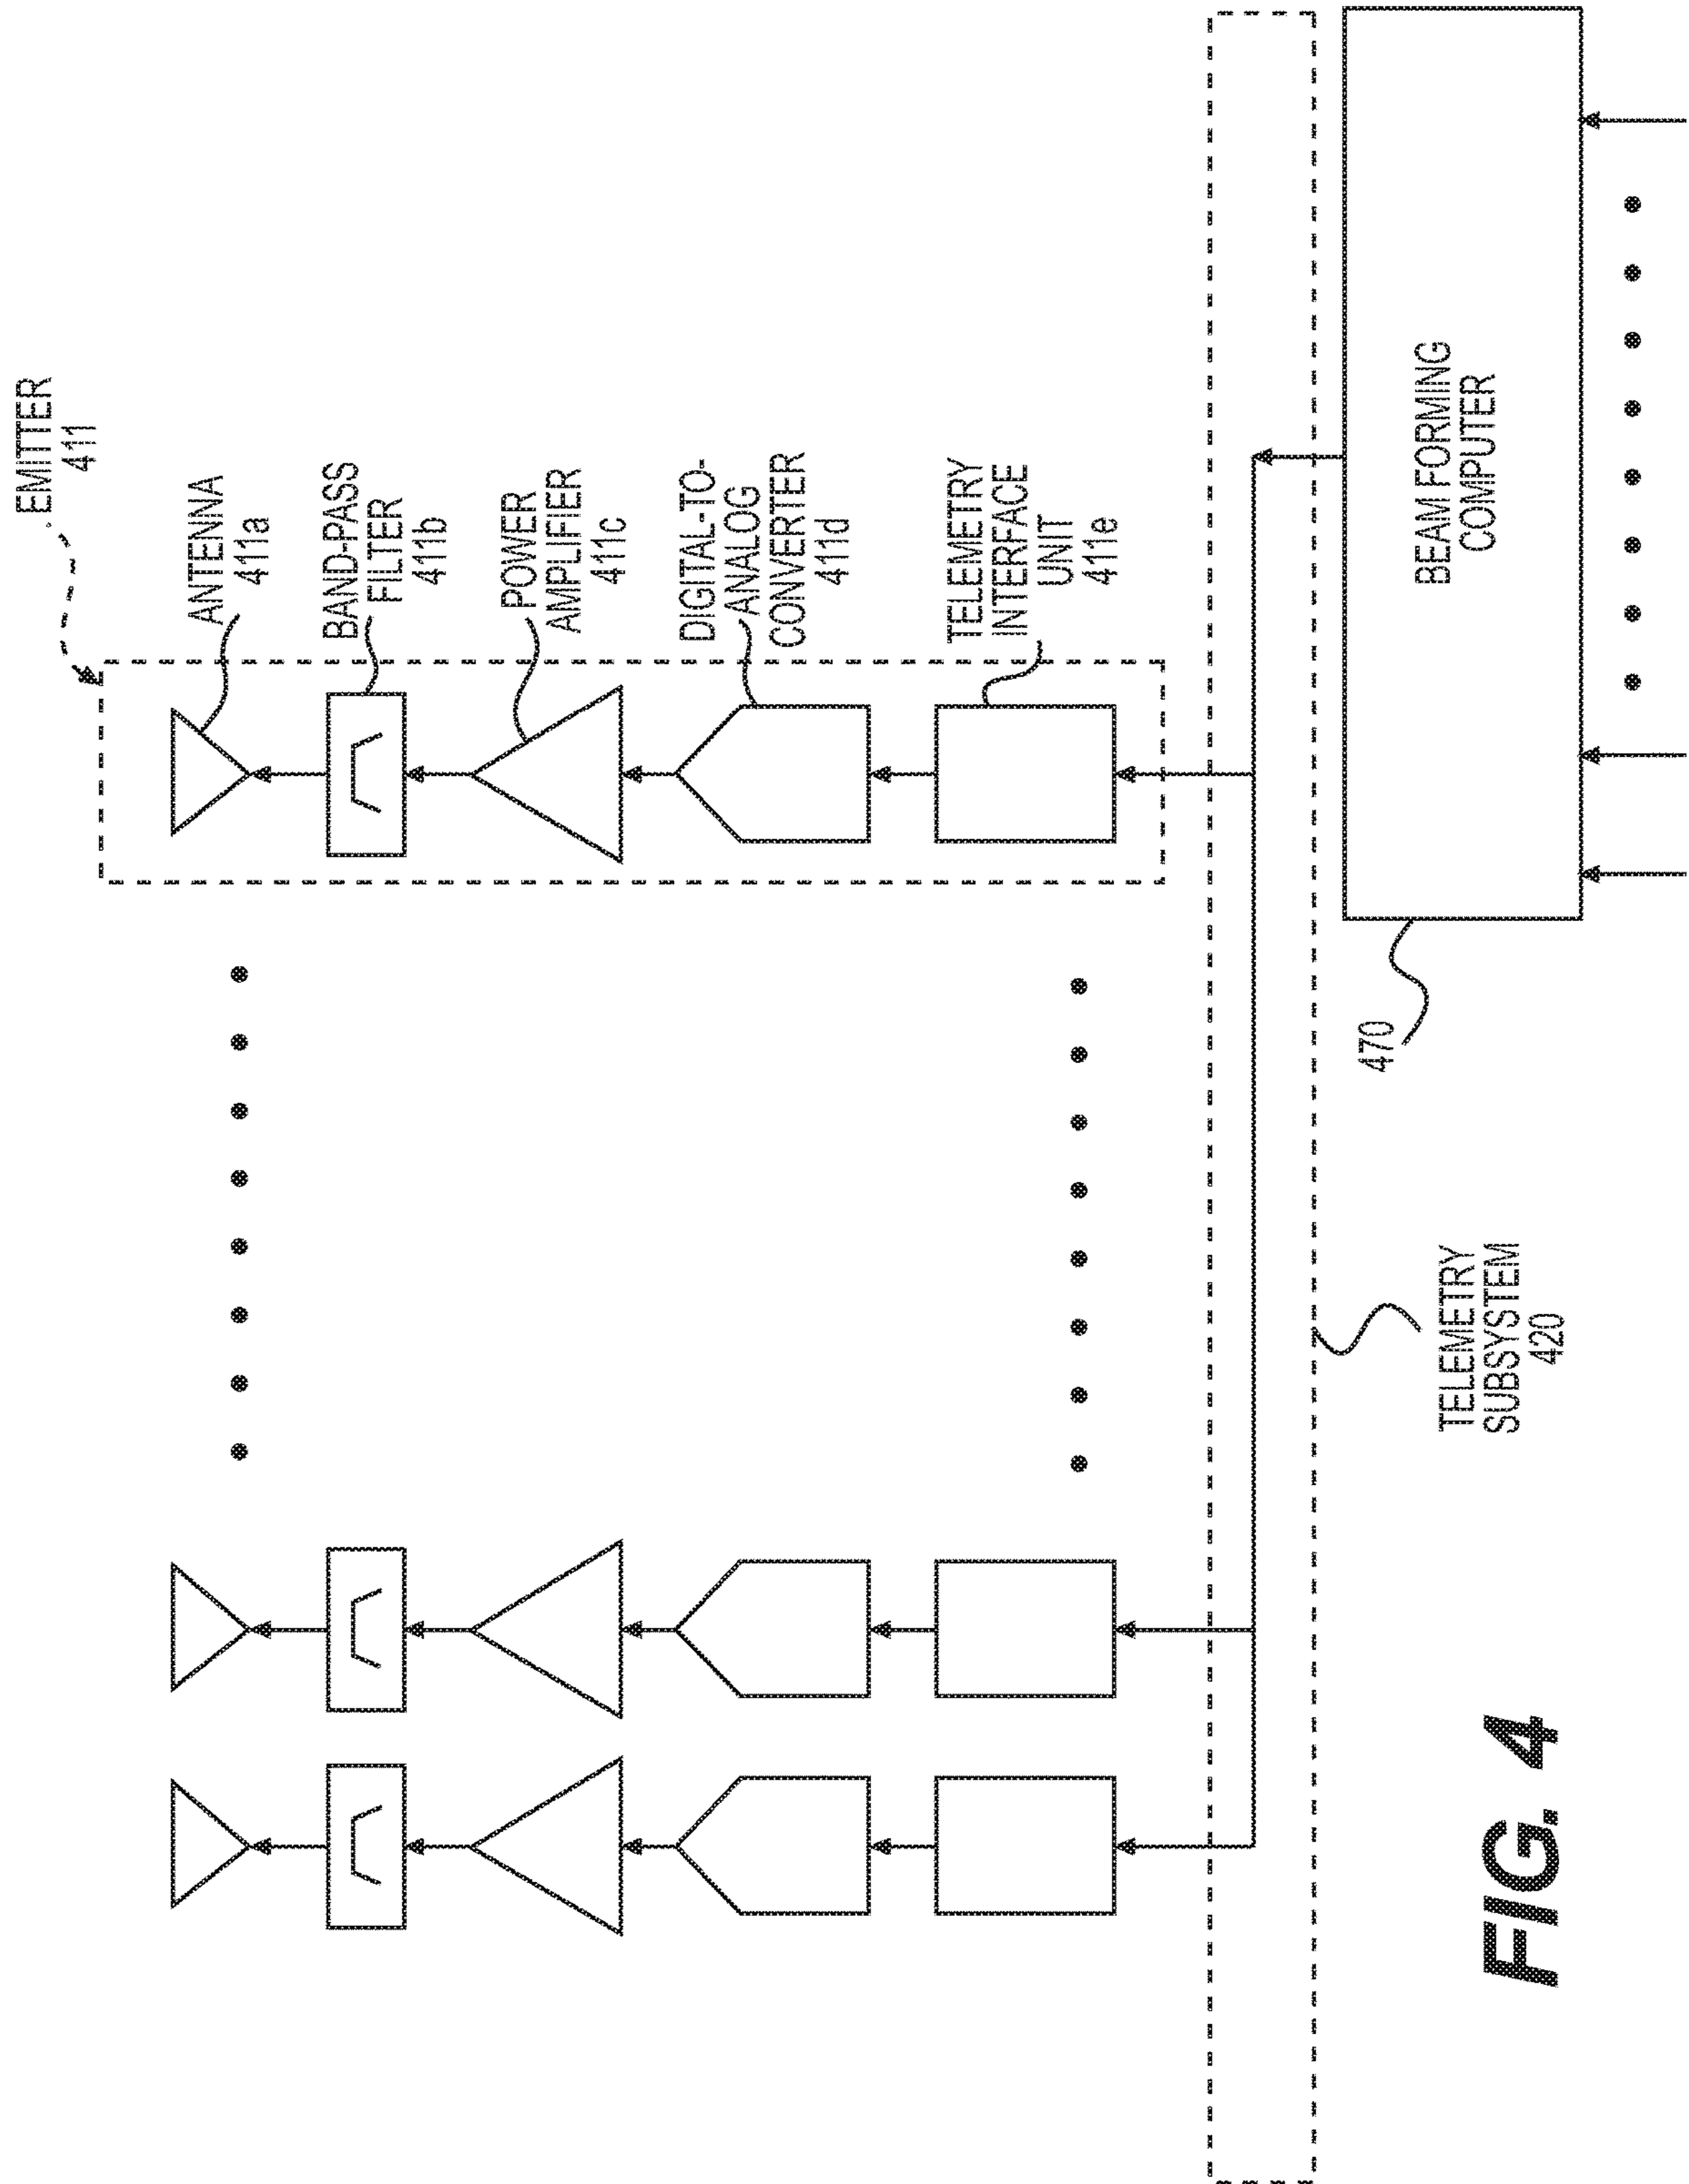 EMITTER
411
ANTENNA
411a
BAND-PASS
FILTER
411b
POWER
AMPLIFIER
411c
DIGITAL-TO-
ANALOG
CONVERTER
411d
TELEMETRY
INTERFACE
UNIT
411e
BEAM FORMING
COMPUTER
470
TELEMETRY
SUBSYSTEM
420
FIG. 4